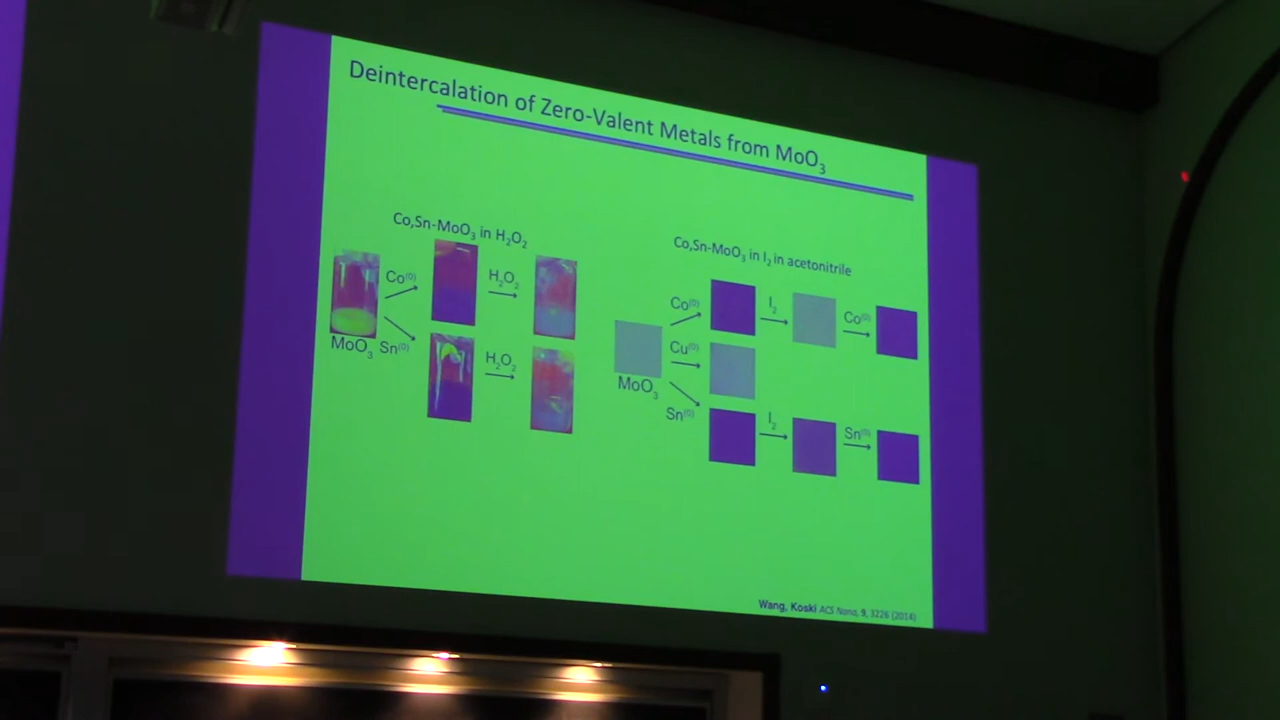 Deintercalation of Zero-Valent Metals from MoO₃
Co,Sn-MoO₃ in H₂O₂
Co⁽⁰⁾
H₂O₂
MoO₃
Sn⁽⁰⁾
H₂O₂
Co,Sn-MoO₃ in I₂ in acetonitrile
Co⁽⁰⁾
I₂
Co⁽⁰⁾
Cu⁽⁰⁾
MoO₃
Sn⁽⁰⁾
I₂
Sn⁽⁰⁾
Wang, Koski ACS Nano, 9, 3226 (2014)